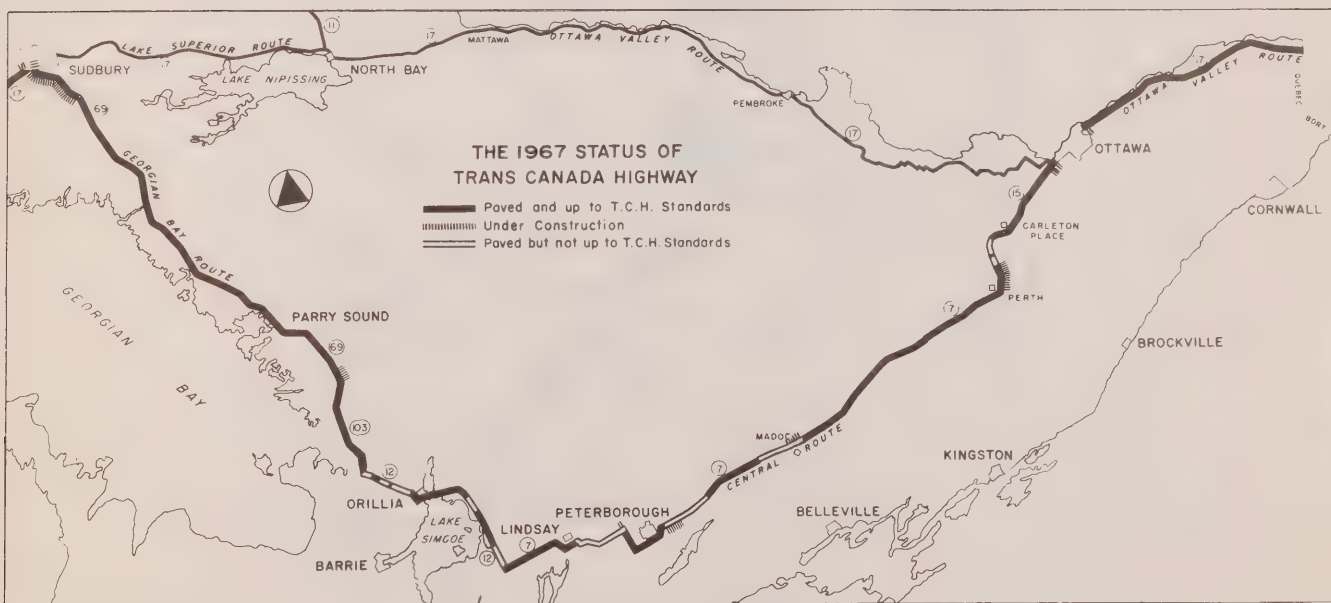 11
LAKE SUPERIOR ROUTE
17
SUDBURY
17
LAKE NIPISSING
NORTH BAY
17
MATTAWA
OTTAWA VALLEY ROUTE
PEMBROKE
17
OTTAWA VALLEY ROUTE
17
QUEBEC
BDRY
OTTAWA
69
GEORGIAN BAY ROUTE
THE 1967 STATUS OF
TRANS CANADA HIGHWAY
Paved and up to T.C.H. Standards
Under Construction
Paved but not up to T.C.H. Standards
15
CARLETON
PLACE
CORNWALL
PERTH
7
GEORGIAN
BAY
PARRY SOUND
69
BROCKVILLE
103
MADOC
CENTRAL ROUTE
7
KINGSTON
12
ORILLIA
PETERBOROUGH
BELLEVILLE
LINDSAY
LAKE
SIMCOE
7
12
BARRIE